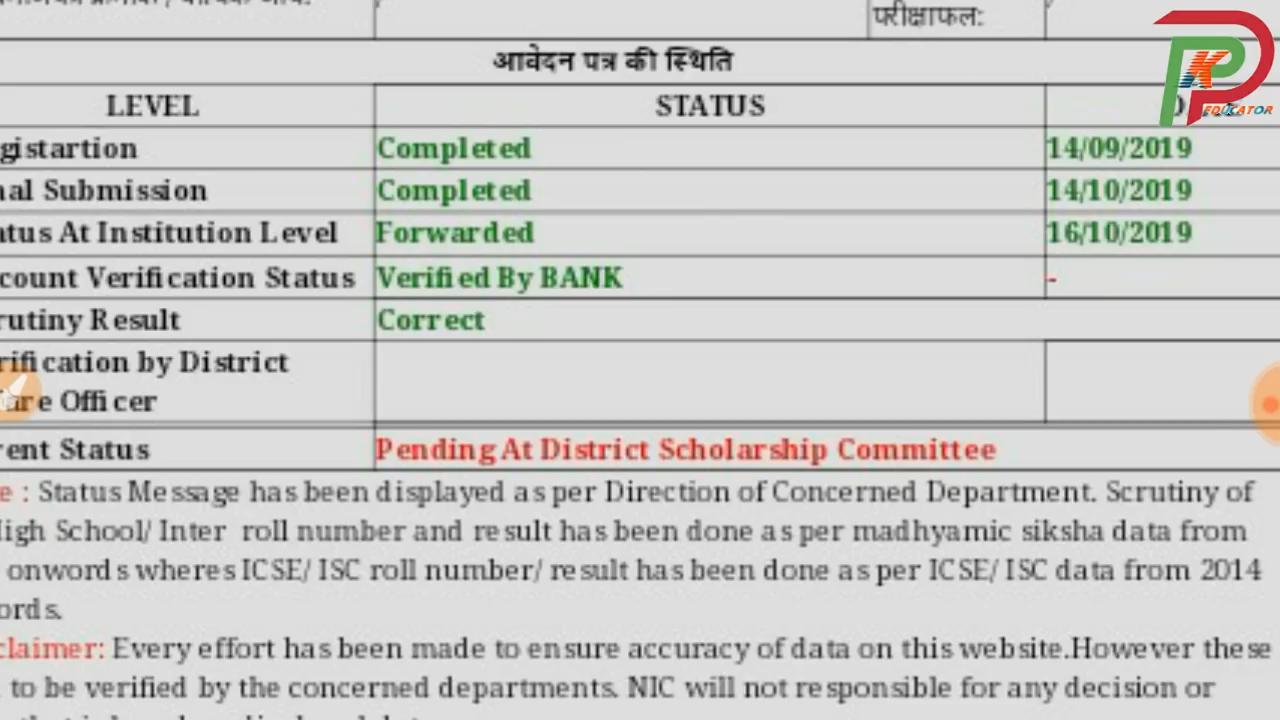 परीक्षाफल:
आवेदन पत्र की स्थिति
LEVEL STATUS
gistartion Completed 14/09/2019
nal Submission Completed 14/10/2019
atus At Institution Level Forwarded 16/10/2019
count Verification Status Verified By BANK -
rutiny Result Correct
rification by District
fare Officer
rent Status Pending At District Scholarship Committee
e : Status Message has been displayed as per Direction of Concerned Department. Scrutiny of
High School/ Inter roll number and result has been done as per madhyamic siksha data from
onwords wheres ICSE/ ISC roll number/ result has been done as per ICSE/ ISC data from 2014
ords.
claimer: Every effort has been made to ensure accuracy of data on this website.However these
to be verified by the concerned departments. NIC will not responsible for any decision or
PK EDUCATOR